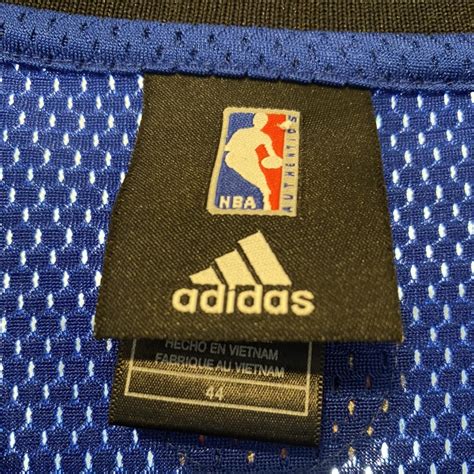 NBA
AUTHENTICS
adidas
HECHO EN VIETNAM
FABRIQUE AU VIETNAM
44